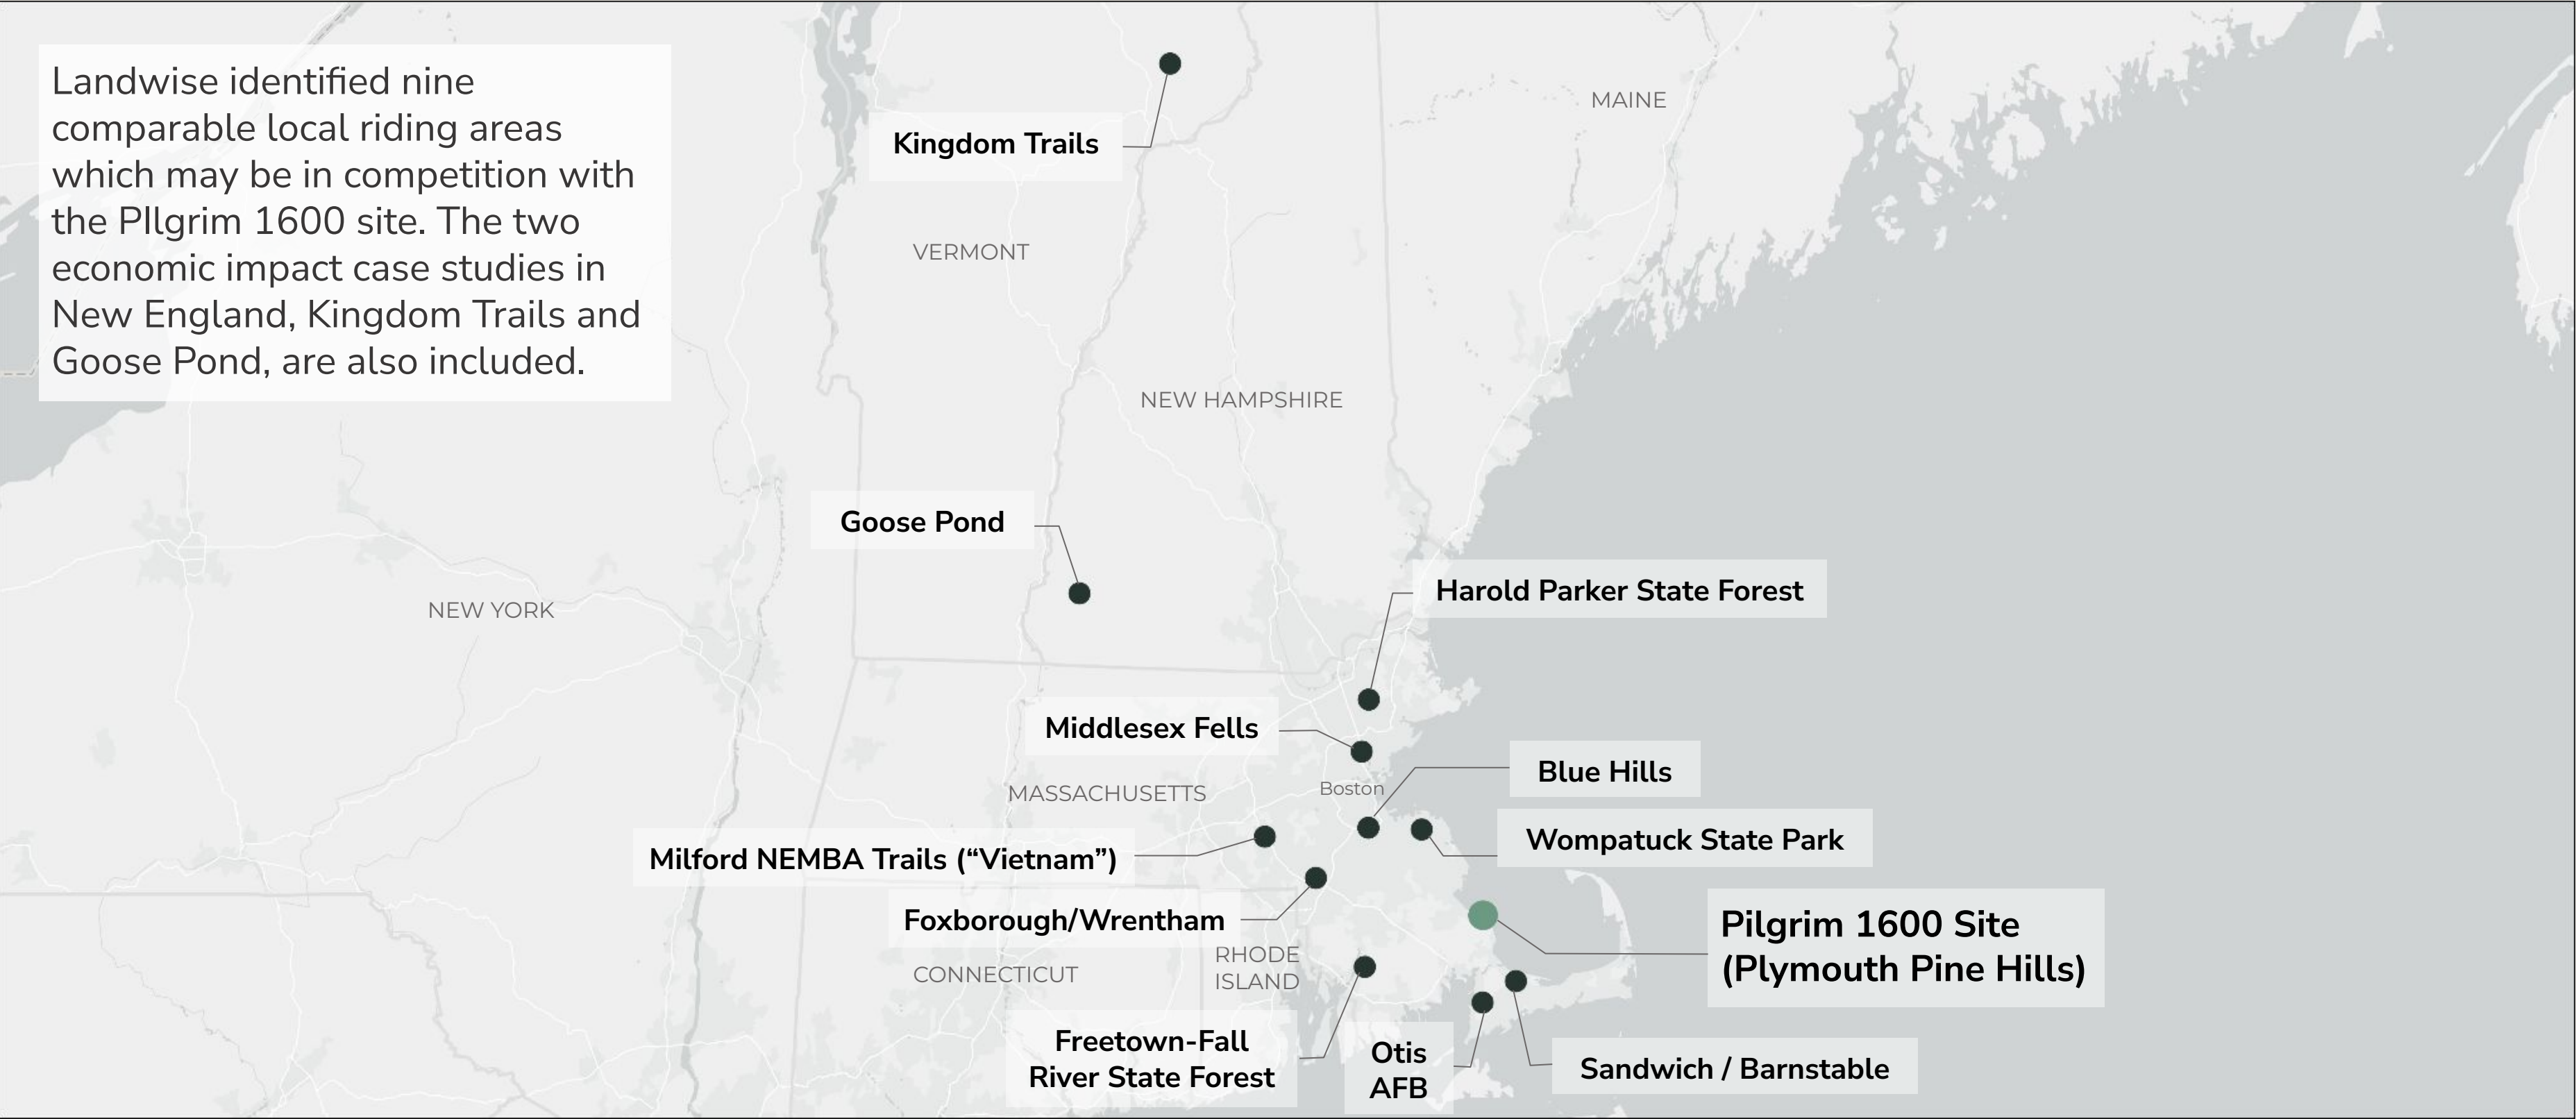 Landwise identified nine
comparable local riding areas
which may be in competition with
the PIlgrim 1600 site. The two
economic impact case studies in
New England, Kingdom Trails and
Goose Pond, are also included.
MAINE
Kingdom Trails
VERMONT
NEW HAMPSHIRE
Goose Pond
Harold Parker State Forest
NEW YORK
Middlesex Fells
Blue Hills
Boston
MASSACHUSETTS
Wompatuck State Park
Milford NEMBA Trails (“Vietnam”)
Foxborough/Wrentham
Pilgrim 1600 Site
(Plymouth Pine Hills)
RHODE
ISLAND
CONNECTICUT
Freetown-Fall
River State Forest
Otis
AFB
Sandwich / Barnstable